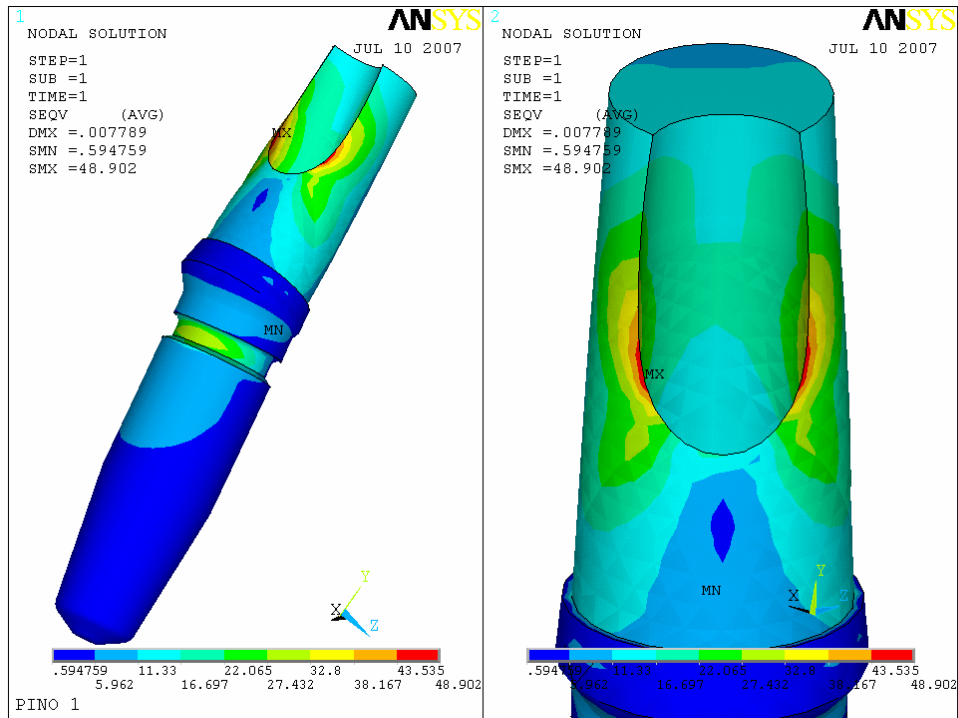 1
ANSYS
NODAL SOLUTION
JUL 10 2007
STEP=1
SUB =1
TIME=1
SEQV (AVG)
DMX =.007789
SMN =.594759
SMX =48.902
MX
MN
Y
X
Z
.594759 11.33 22.065 32.8 43.535
5.962 16.697 27.432 38.167 48.902
PINO 1
2
ANSYS
NODAL SOLUTION
JUL 10 2007
STEP=1
SUB =1
TIME=1
SEQV (AVG)
DMX =.007789
SMN =.594759
SMX =48.902
MX
MN
Y
X
Z
.594759 11.33 22.065 32.8 43.535
5.962 16.697 27.432 38.167 48.902